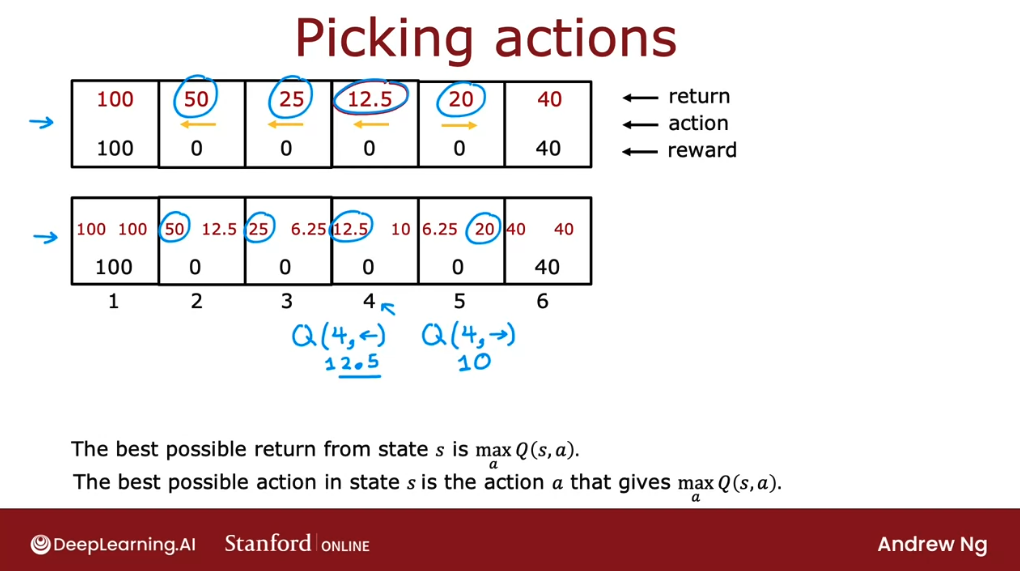 Picking actions
100 50 25 12.5 20 40 ← return
← ← ← → ← action
100 0 0 0 0 40 ← reward
→
100 100 50 12.5 25 6.25 12.5 10 6.25 20 40 40
→
100 0 0 0 0 40
1 2 3 4 5 6
Q(4,←) Q(4,→)
12.5 10
The best possible return from state s is max Q(s,a).
a
The best possible action in state s is the action a that gives max Q(s,a).
a
DeepLearning.AI Stanford | ONLINE Andrew Ng